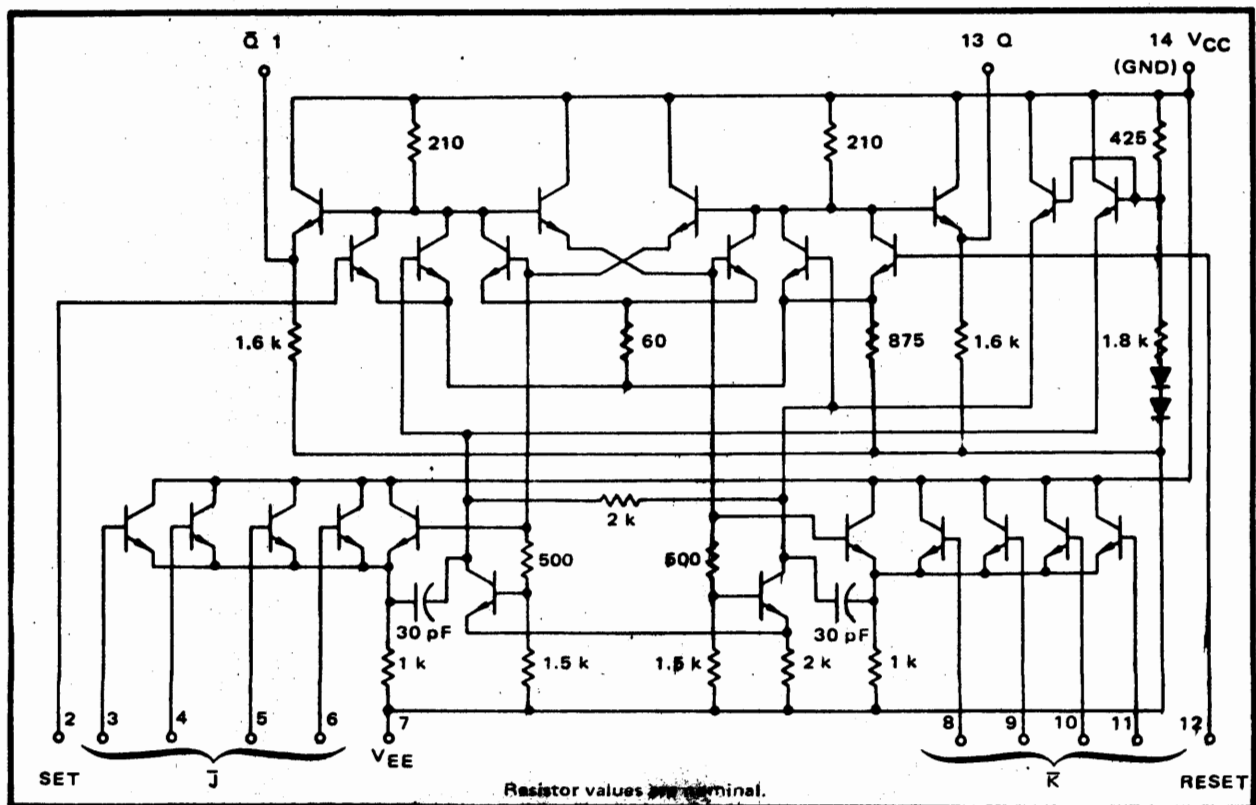 Q̄ 1
13 Q
14 VCC
(GND)
210
210
425
1.6 k
60
875
1.6 k
1.8 k
2 k
500
500
30 pF
30 pF
1 k
1.5 k
1.5 k
2 k
1 k
2
3
4
5
6
7
8
9
10
11
12
SET
J̄
VEE
K̄
RESET
Resistor values nominal.